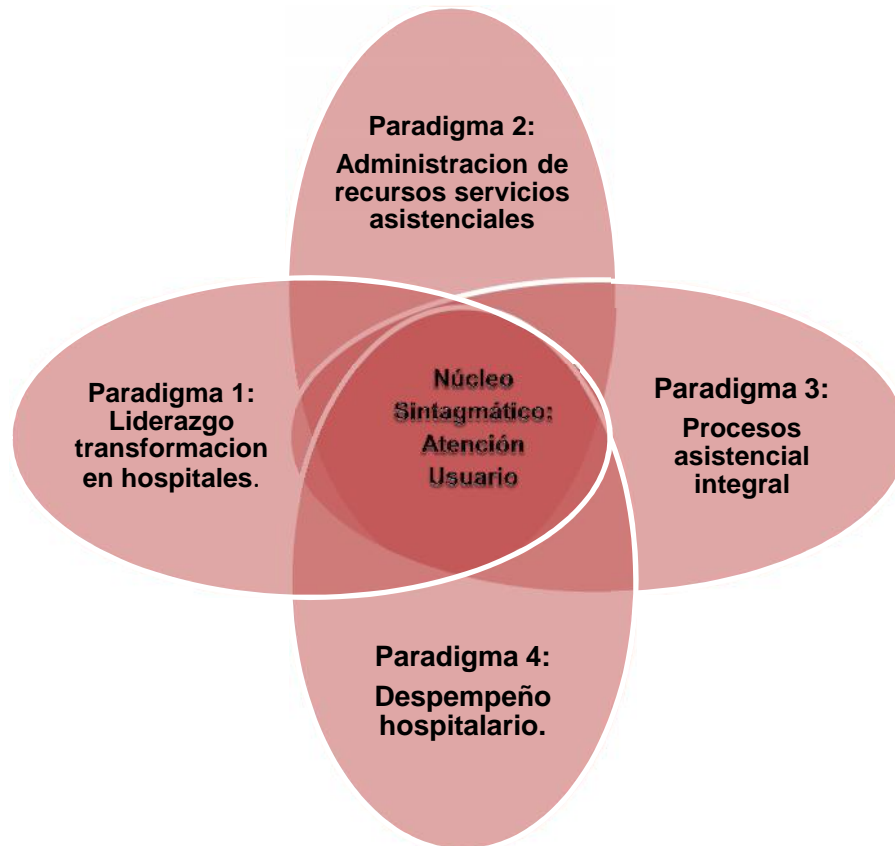 Paradigma 2:
Administracion de
recursos servicios
asistenciales
Paradigma 1:
Liderazgo
transformacion
en hospitales.
Núcleo
Sintagmático:
Atención
Usuario
Paradigma 3:
Procesos
asistencial
integral
Paradigma 4:
Despempeño
hospitalario.